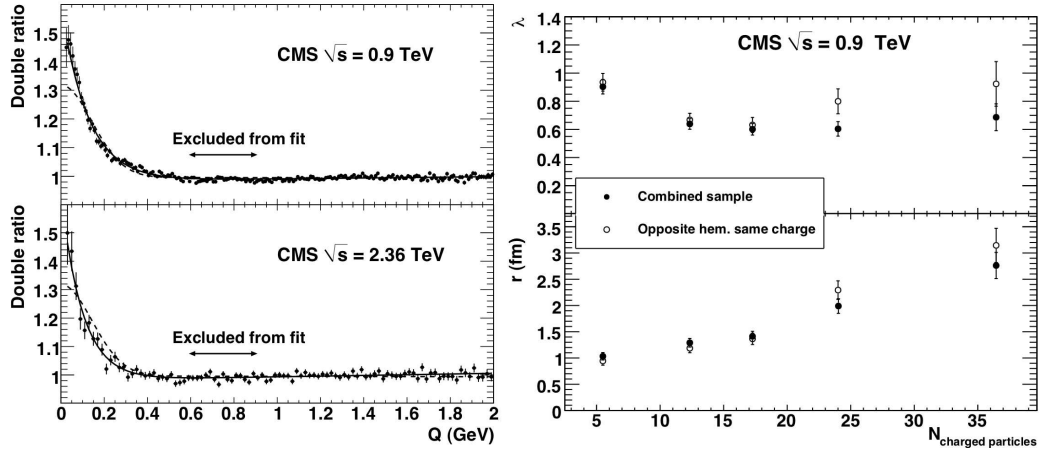 Double ratio
1.5
1.4
1.3
1.2
1.1
1
CMS √s = 0.9 TeV
Excluded from fit
Double ratio
1.5
1.4
1.3
1.2
1.1
1
CMS √s = 2.36 TeV
Excluded from fit
0 0.2 0.4 0.6 0.8 1 1.2 1.4 1.6 1.8 2
Q (GeV)
λ
1.4
1.2
1
0.8
0.6
0.4
0.2
CMS √s = 0.9 TeV
Combined sample
Opposite hem. same charge
r (fm)
3.5
3
2.5
2
1.5
1
0.5
0
5 10 15 20 25 30 35
N charged particles